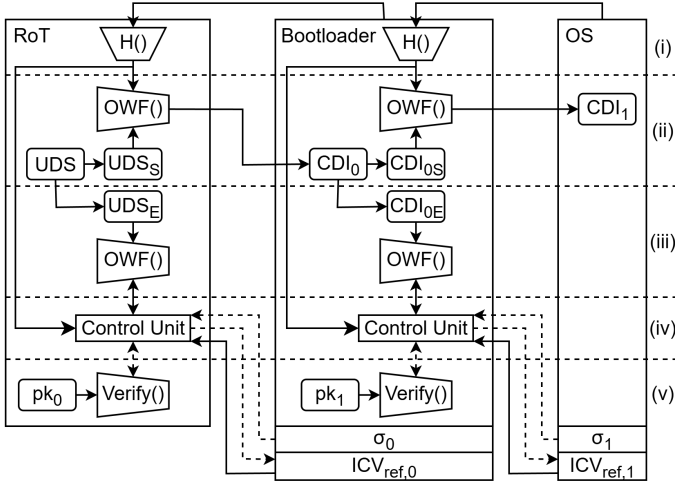 RoT Bootloader OS
H() H() (i)
OWF() OWF() CDI1 (ii)
UDS UDSS CDI0 CDI0S
UDSE CDI0E
OWF() OWF() (iii)
Control Unit Control Unit (iv)
pk0 Verify() pk1 Verify() (v)
σ0 σ1
ICVref,0 ICVref,1